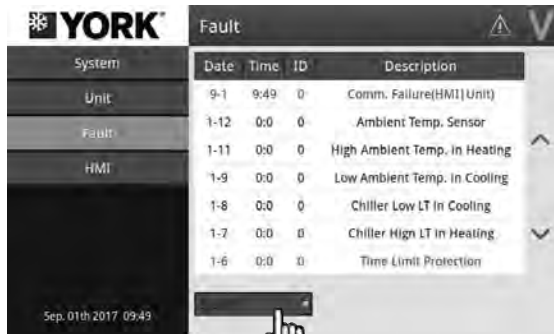 YORK
Fault
System
Unit
Fault
HMI
Date Time ID Description
9-1 9:49 0 Comm. Failure(HMI|Unit)
1-12 0:0 0 Ambient Temp. Sensor
1-11 0:0 0 High Ambient Temp. in Heating
1-9 0:0 0 Low Ambient Temp. in Cooling
1-8 0:0 0 Chiller Low LT in Cooling
1-7 0:0 0 Chiller Hign LT in Heating
1-6 0:0 0 Time Limit Protection
Sep. 01th 2017 09:49